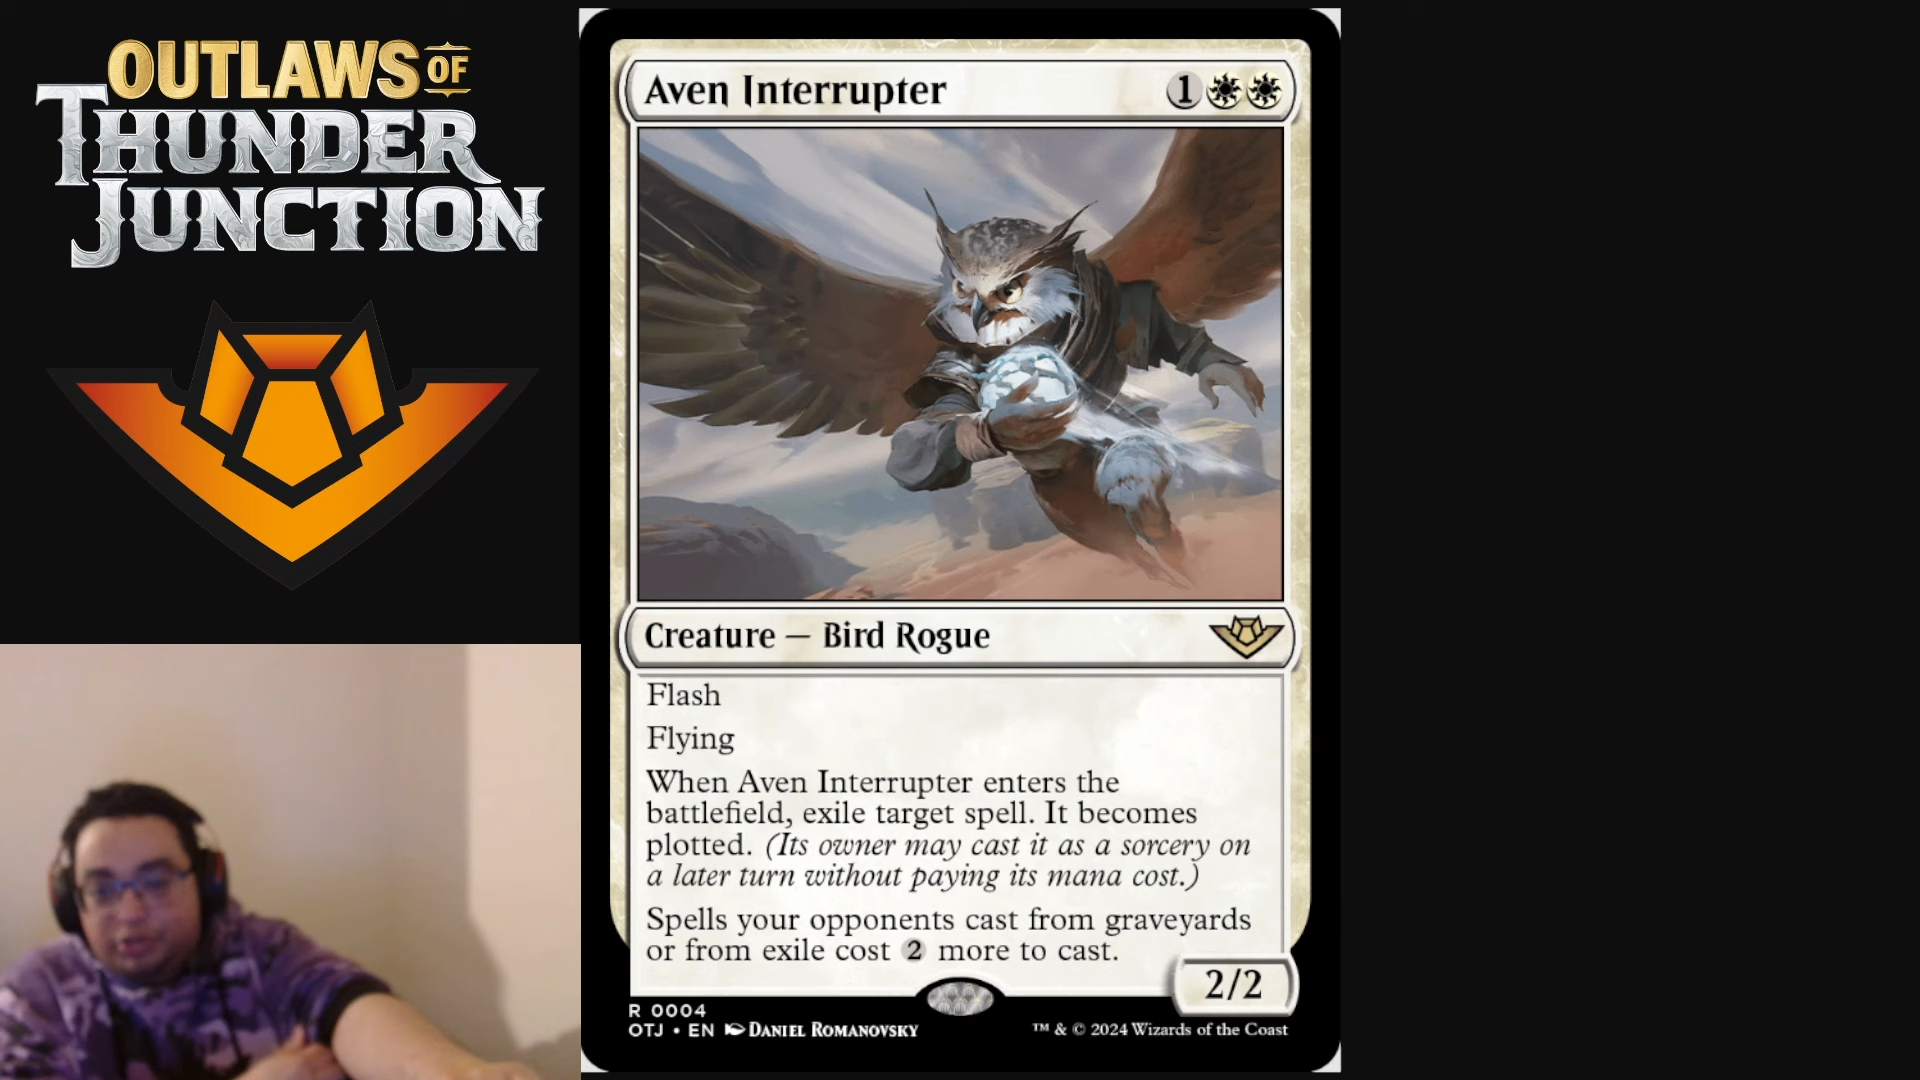 OUTLAWS OF
THUNDER
JUNCTION
Aven Interrupter
1
Creature — Bird Rogue
Flash
Flying
When Aven Interrupter enters the
battlefield, exile target spell. It becomes
plotted. (Its owner may cast it as a sorcery on
a later turn without paying its mana cost.)
Spells your opponents cast from graveyards
or from exile cost 2 more to cast.
2/2
R 0004
OTJ • EN DANIEL ROMANOVSKY
™ & © 2024 Wizards of the Coast